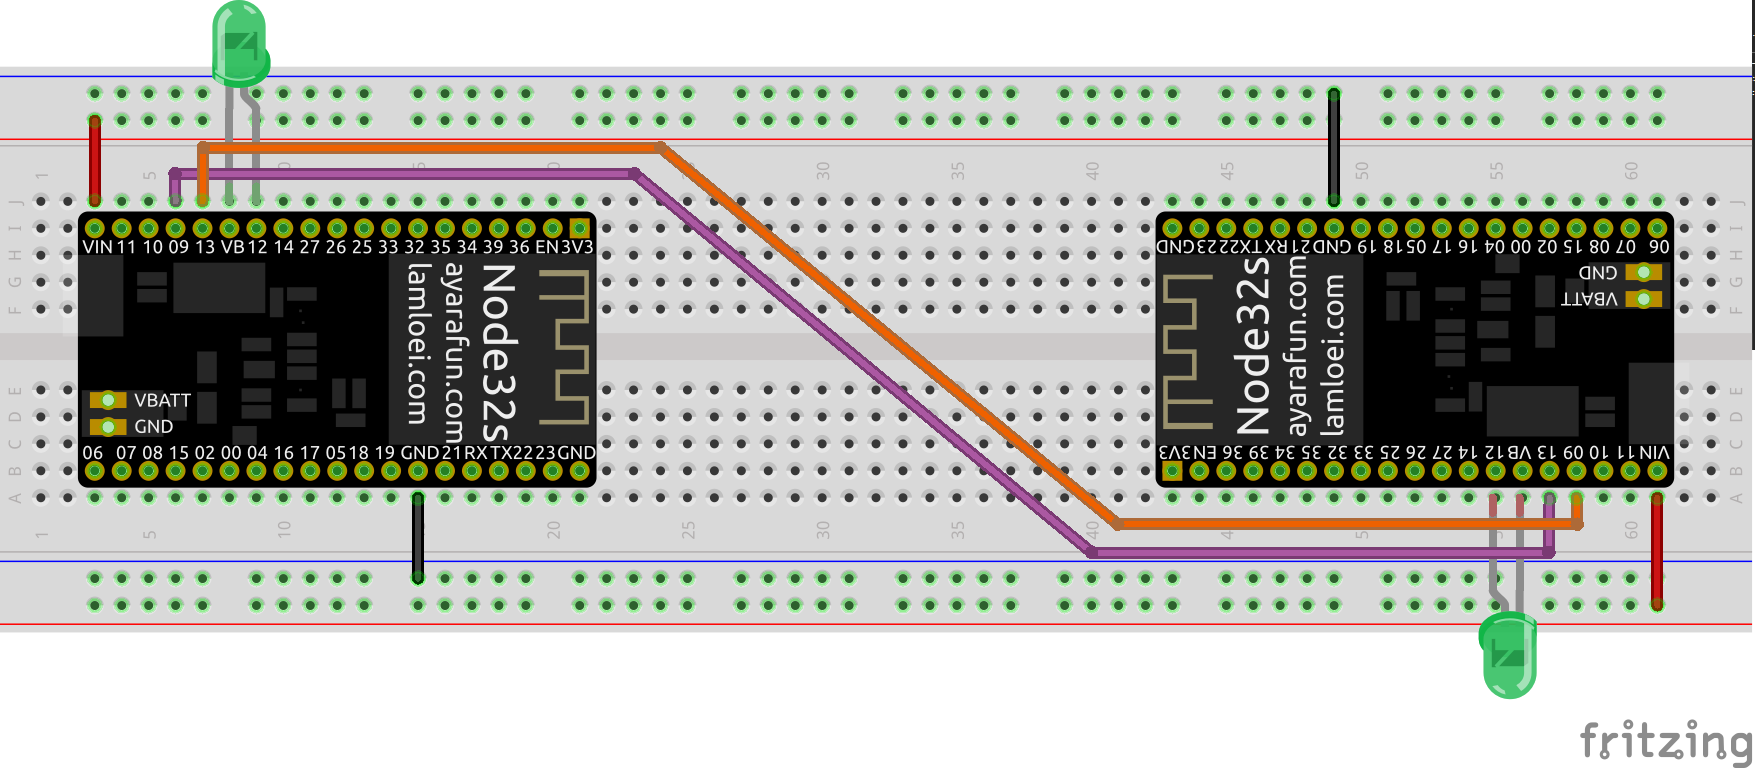 1 5 10 15 20 25 30 35 40 45 50 55 60
J
I
H
G
F
VIN 11 10 09 13 VB 12 14 27 26 25 33 32 35 34 39 36 EN 3V3
Node32s
ayarafun.com
lamloei.com
VBATT
GND
06 07 08 15 02 00 04 16 17 05 18 19 GND 21 RX TX 22 23 GND
GND 23 22 TX RX 21 GND 19 18 05 17 16 04 00 02 15 08 07 06
GND
VBATT
Node32s
ayarafun.com
lamloei.com
3V3 EN 36 39 34 35 32 33 25 26 27 14 12 VB 13 09 10 11 VIN
J
I
H
G
F
E
D
C
B
A
E
D
C
B
A
1 5 10 15 20 25 30 35 40 45 50 55 60
fritzing